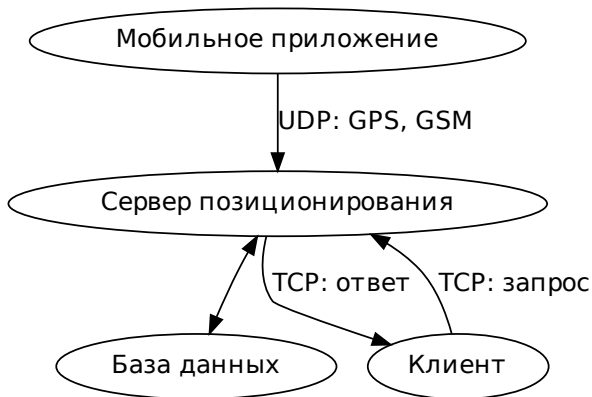 Мобильное приложение
UDP: GPS, GSM
Сервер позиционирования
TCP: ответ
TCP: запрос
База данных
Клиент